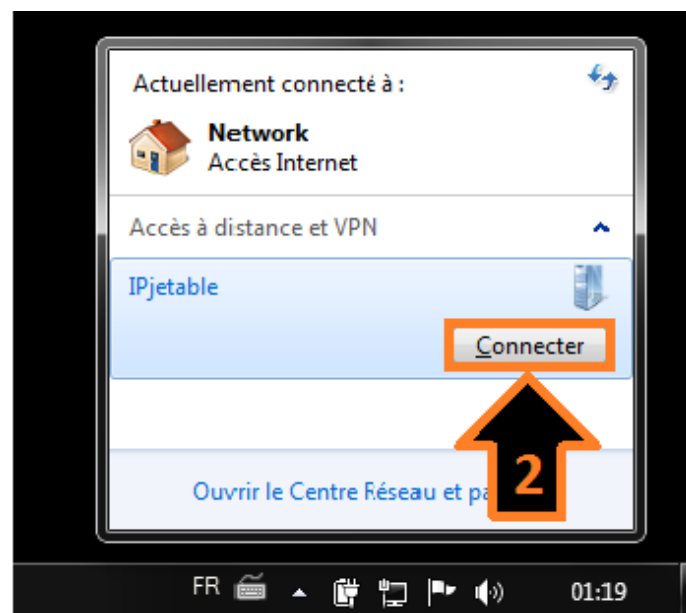 Actuellement connecté à :
Network
Accès Internet
Accès à distance et VPN
IPjetable
Connecter
2
Ouvrir le Centre Réseau et
FR
01:19